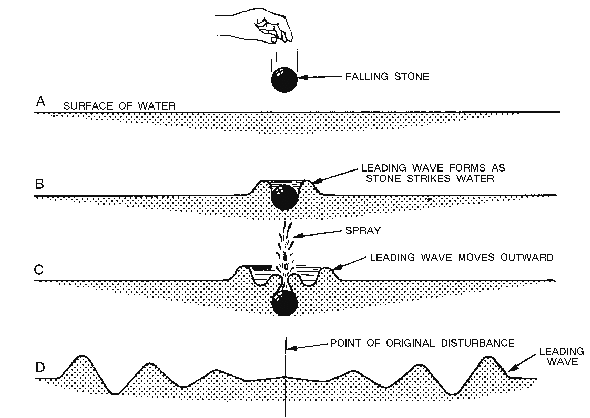 FALLING STONE
A
SURFACE OF WATER
B
LEADING WAVE FORMS AS
STONE STRIKES WATER
SPRAY
C
LEADING WAVE MOVES OUTWARD
POINT OF ORIGINAL DISTURBANCE
D
LEADING
WAVE